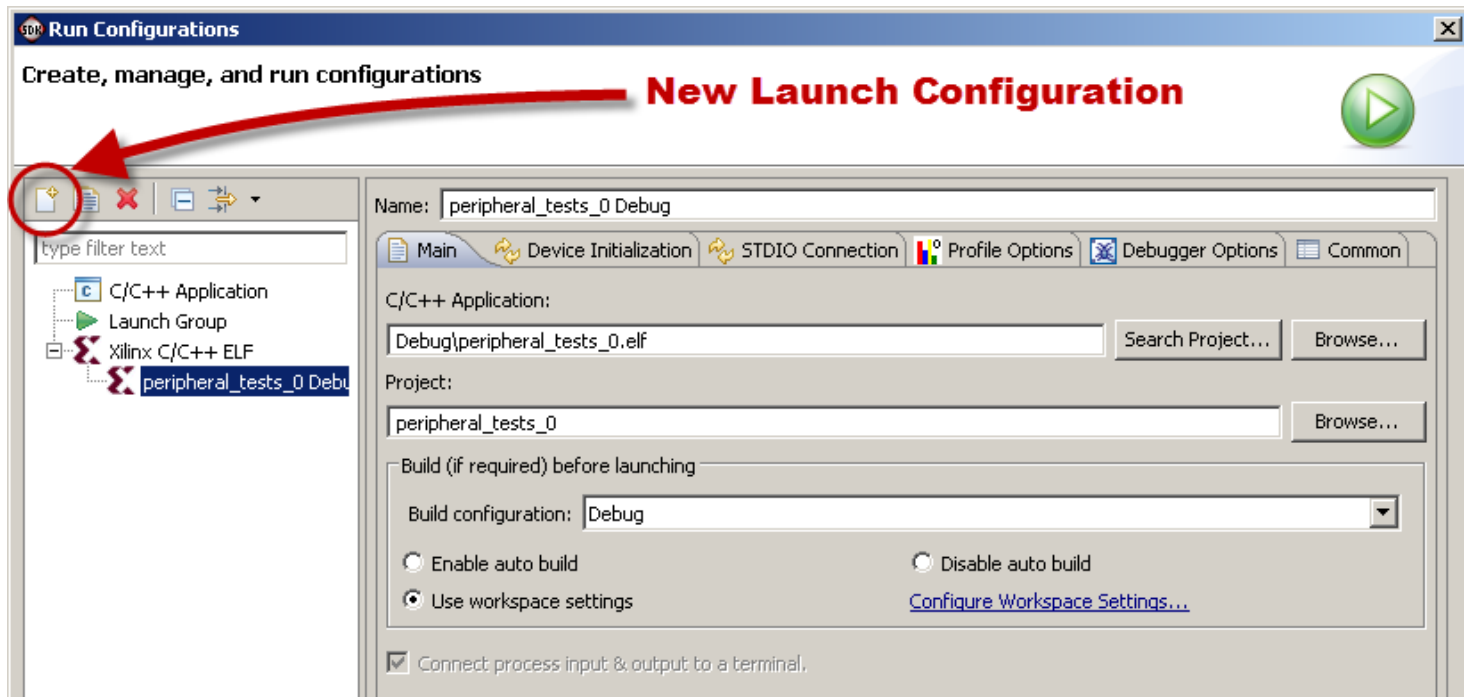 Run Configurations
Create, manage, and run configurations
New Launch Configuration
type filter text
C/C++ Application
Launch Group
Xilinx C/C++ ELF
peripheral_tests_0 Debu
Name: peripheral_tests_0 Debug
Main Device Initialization STDIO Connection Profile Options Debugger Options Common
C/C++ Application:
Debug\peripheral_tests_0.elf Search Project... Browse...
Project:
peripheral_tests_0 Browse...
Build (if required) before launching
Build configuration: Debug
Enable auto build Disable auto build
Use workspace settings Configure Workspace Settings...
Connect process input & output to a terminal.